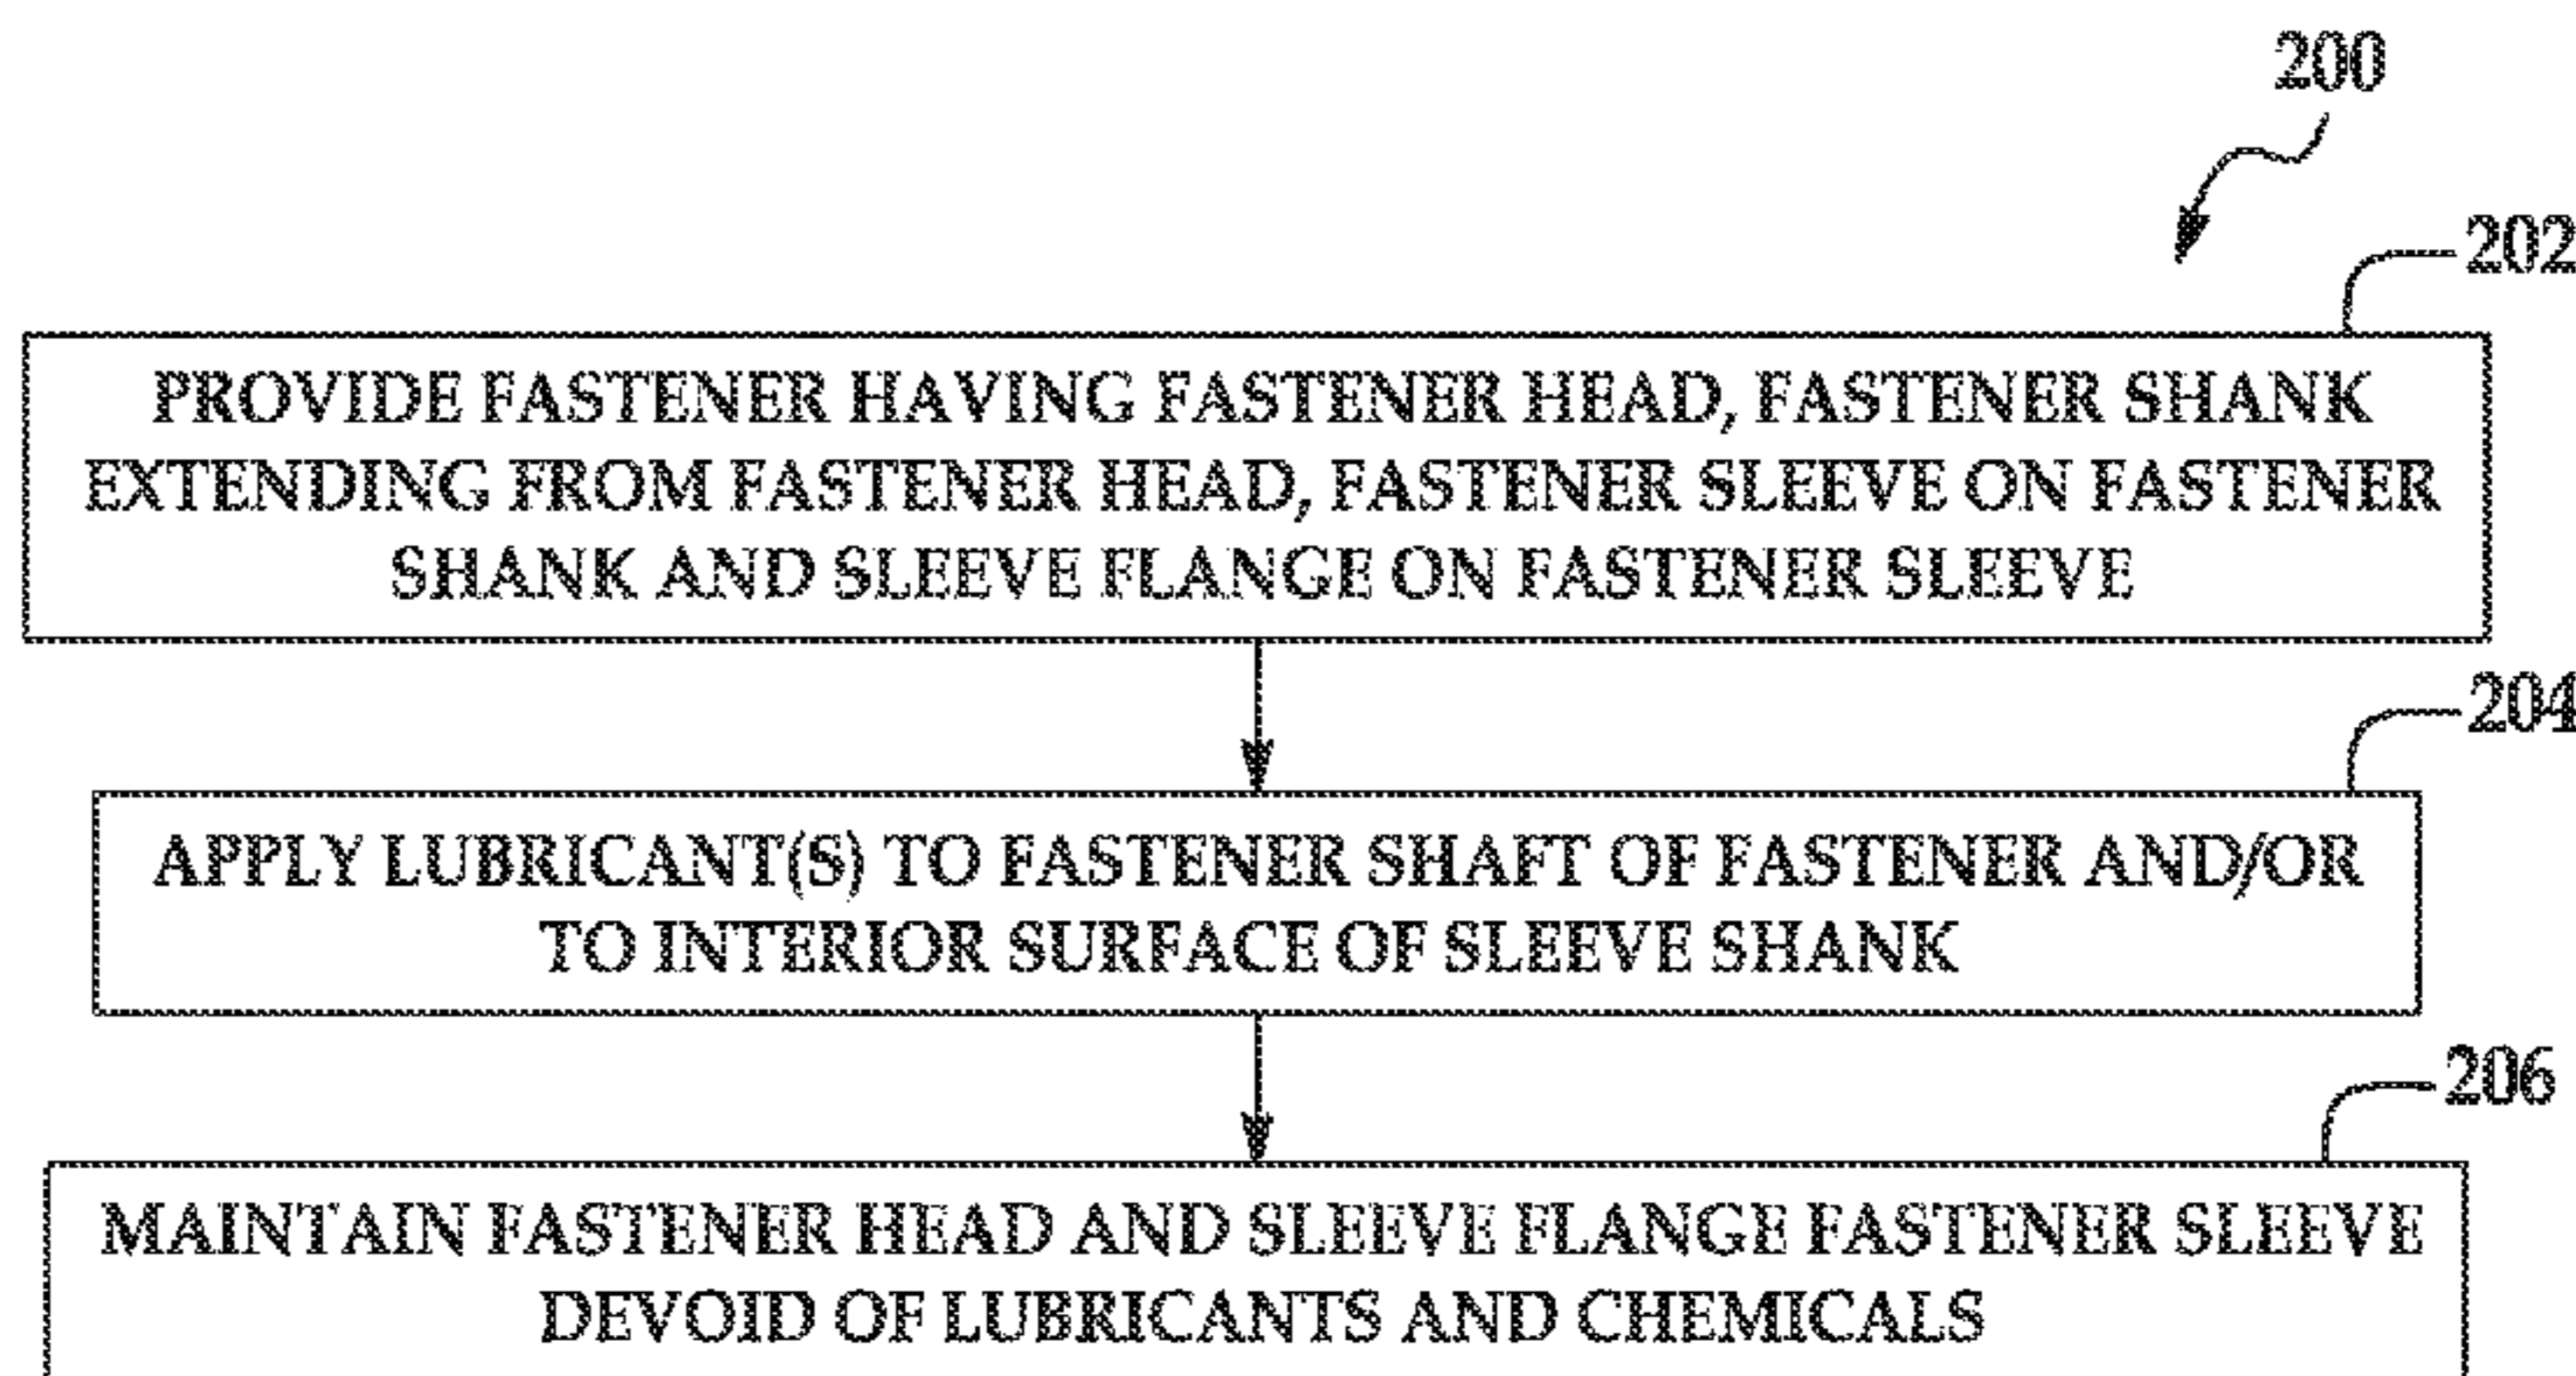 200
202
PROVIDE FASTENER HAVING FASTENER HEAD, FASTENER SHANK
EXTENDING FROM FASTENER HEAD, FASTENER SLEEVE ON FASTENER
SHANK AND SLEEVE FLANGE ON FASTENER SLEEVE
204
APPLY LUBRICANT(S) TO FASTENER SHAFT OF FASTENER AND/OR
TO INTERIOR SURFACE OF SLEEVE SHANK
206
MAINTAIN FASTENER HEAD AND SLEEVE FLANGE FASTENER SLEEVE
DEVOID OF LUBRICANTS AND CHEMICALS